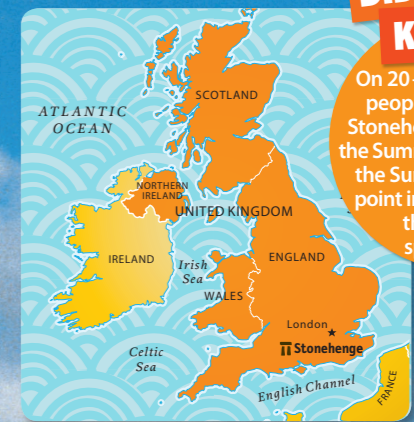 K
On 20
peop
Stonehe
the Sum
the Su
point i
th
s
ATLANTIC
OCEAN
SCOTLAND
NORTHERN
IRELAND
UNITED KINGDOM
IRELAND
Irish
Sea
ENGLAND
WALES
London
Stonehenge
Celtic
Sea
English Channel
FRANCE